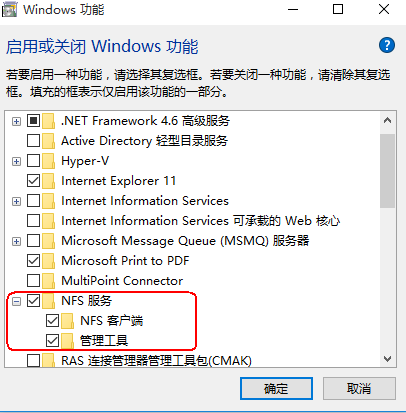 Windows 功能
启用或关闭 Windows 功能
若要启用一种功能，请选择其复选框。若要关闭一种功能，请清除其复选
框。填充的框表示仅启用该功能的一部分。
.NET Framework 4.6 高级服务
Active Directory 轻型目录服务
Hyper-V
Internet Explorer 11
Internet Information Services
Internet Information Services 可承载的 Web 核心
Microsoft Message Queue (MSMQ) 服务器
Microsoft Print to PDF
MultiPoint Connector
NFS 服务
NFS 客户端
管理工具
RAS 连接管理器管理工具包(CMAK)
确定
取消